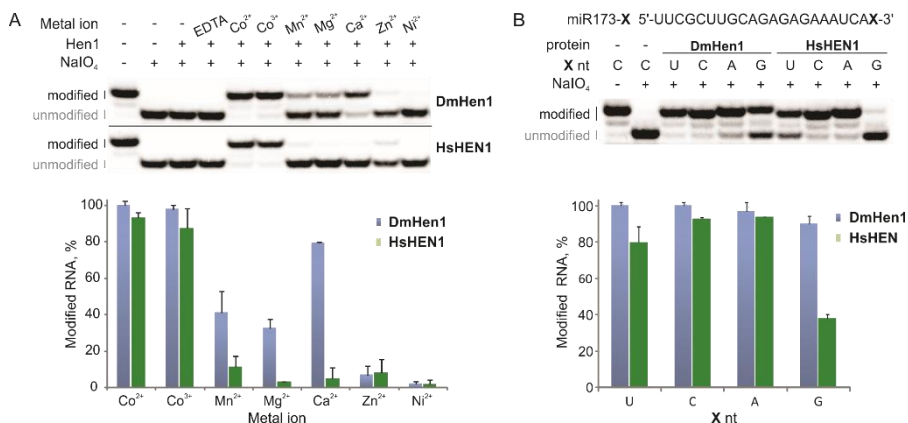 A
Metal ion - - - EDTA Co²⁺ Co³⁺ Mn²⁺ Mg²⁺ Ca²⁺ Zn²⁺ Ni²⁺
Hen1 - - + + + + + + + + +
NaIO₄ - + + + + + + + + + +
modified
unmodified
DmHen1
modified
unmodified
HsHEN1
100
80
60
40
20
0
Modified RNA, %
DmHen1
HsHEN1
Co²⁺ Co³⁺ Mn²⁺ Mg²⁺ Ca²⁺ Zn²⁺ Ni²⁺
Metal ion
B
miR173-X 5'-UUCGCUUGCAGAGAGAAAUCAX-3'
protein - - DmHen1 HsHEN1
X nt C C U C A G U C A G
NaIO₄ - + + + + + + + + +
modified
unmodified
100
80
60
40
20
0
Modified RNA, %
DmHen1
HsHEN
U C A G
X nt